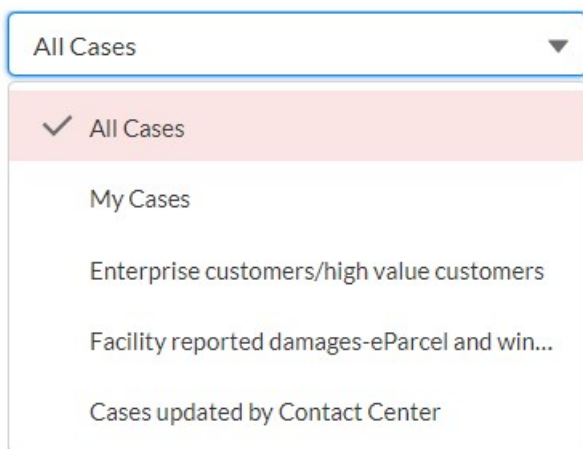 All Cases
All Cases
My Cases
Enterprise customers/high value customers
Facility reported damages-eParcel and win...
Cases updated by Contact Center